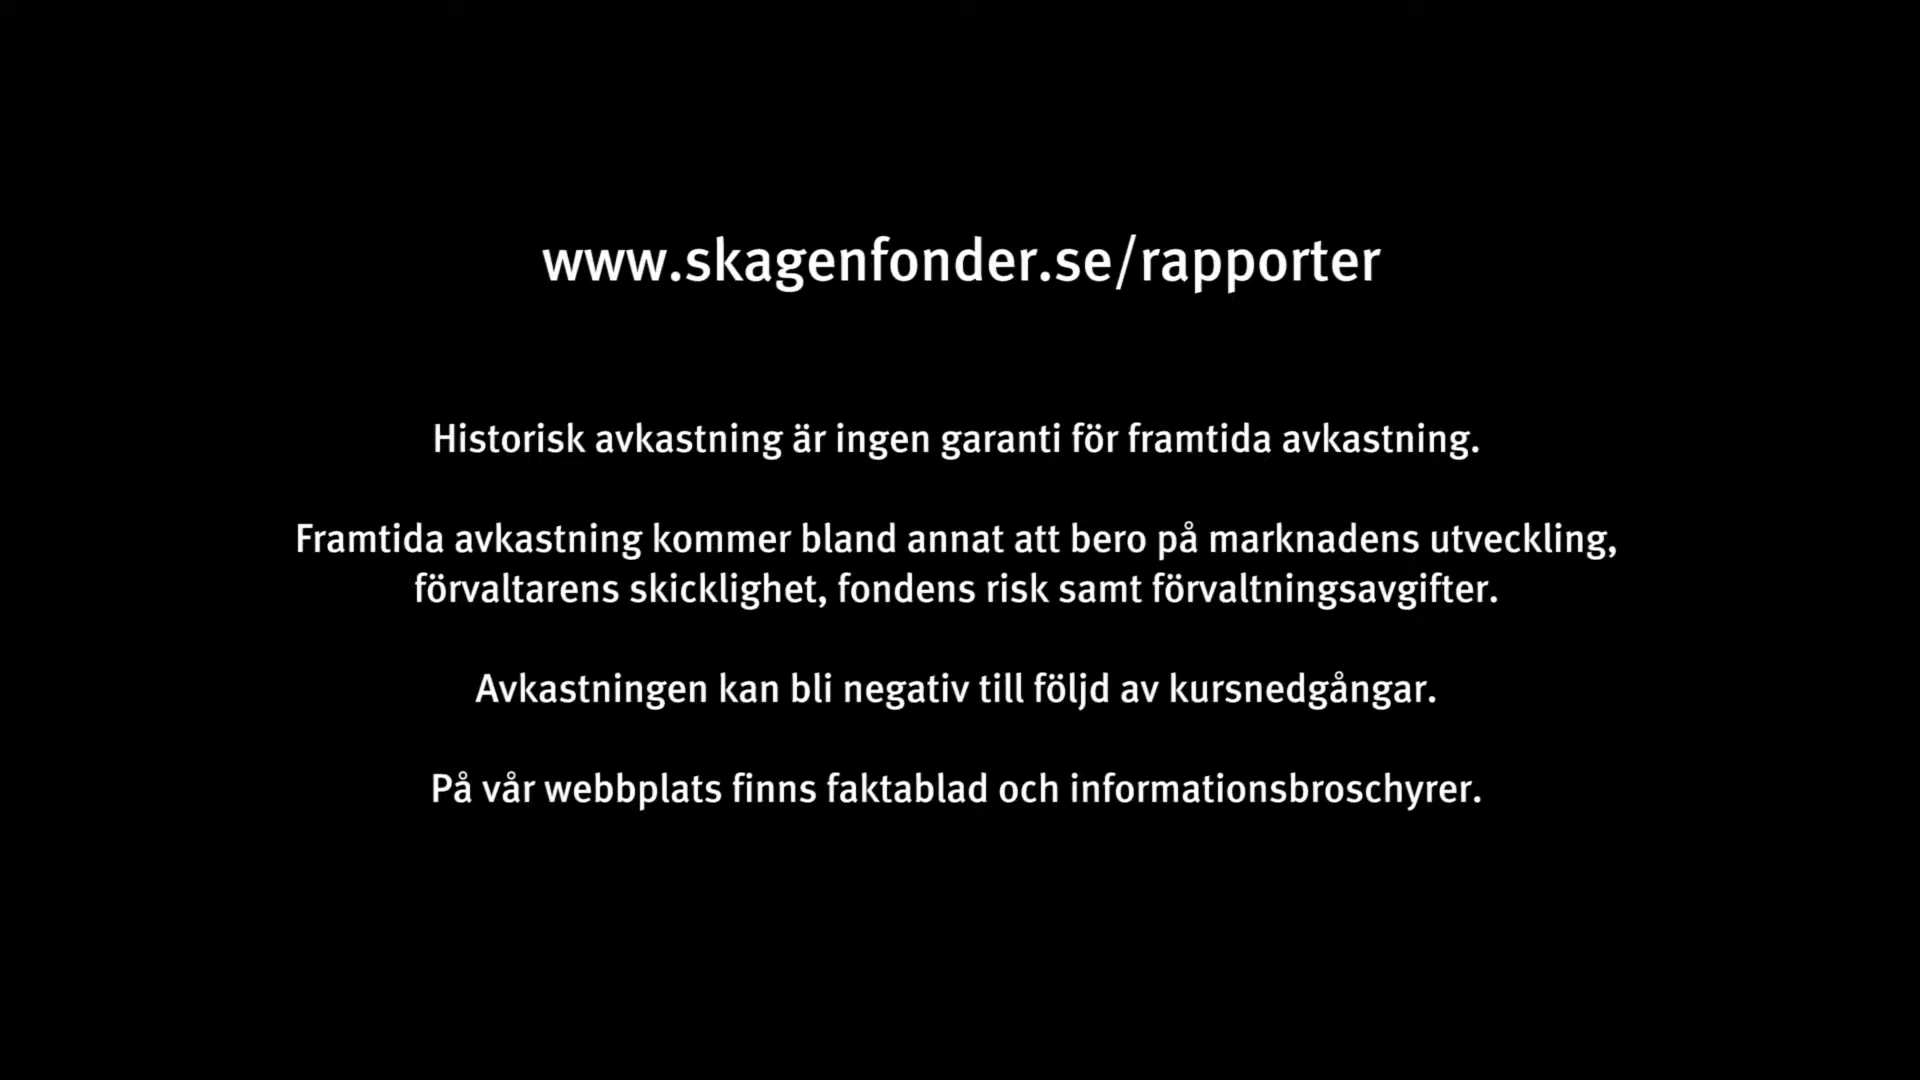 www.skagenfonder.se/rapporter
Historisk avkastning är ingen garanti för framtida avkastning.
Framtida avkastning kommer bland annat att bero på marknadens utveckling,
förvaltarens skicklighet, fondens risk samt förvaltningsavgifter.
Avkastningen kan bli negativ till följd av kursnedgångar.
På vår webbplats finns faktablad och informationsbroschyrer.